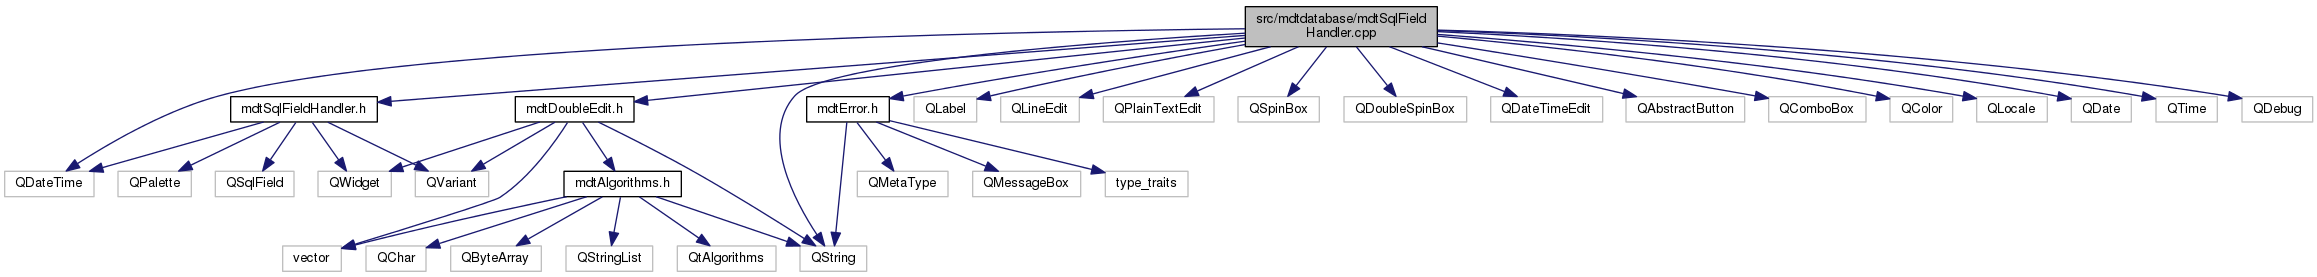 src/mdtdatabase/mdtSqlField
Handler.cpp
mdtSqlFieldHandler.h
mdtDoubleEdit.h
mdtError.h
QLabel
QLineEdit
QPlainTextEdit
QSpinBox
QDoubleSpinBox
QDateTimeEdit
QAbstractButton
QComboBox
QColor
QLocale
QDate
QTime
QDebug
QDateTime
QPalette
QSqlField
QWidget
QVariant
mdtAlgorithms.h
QMetaType
QMessageBox
type_traits
vector
QChar
QByteArray
QStringList
QtAlgorithms
QString